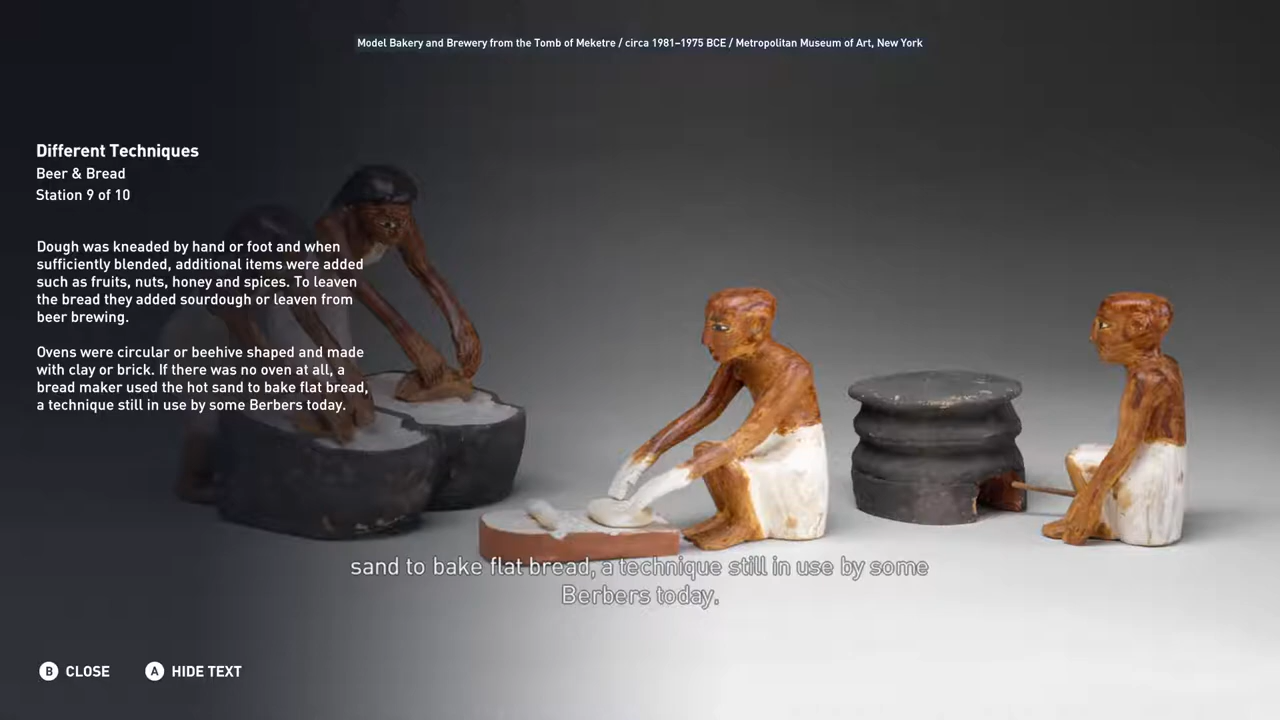 Model Bakery and Brewery from the Tomb of Meketre / circa 1981–1975 BCE / Metropolitan Museum of Art, New York
Different Techniques
Beer & Bread
Station 9 of 10
Dough was kneaded by hand or foot and when
sufficiently blended, additional items were added
such as fruits, nuts, honey and spices. To leaven
the bread they added sourdough or leaven from
beer brewing.
Ovens were circular or beehive shaped and made
with clay or brick. If there was no oven at all, a
bread maker used the hot sand to bake flat bread,
a technique still in use by some Berbers today.
sand to bake flat bread, a technique still in use by some
Berbers today.
B CLOSE A HIDE TEXT